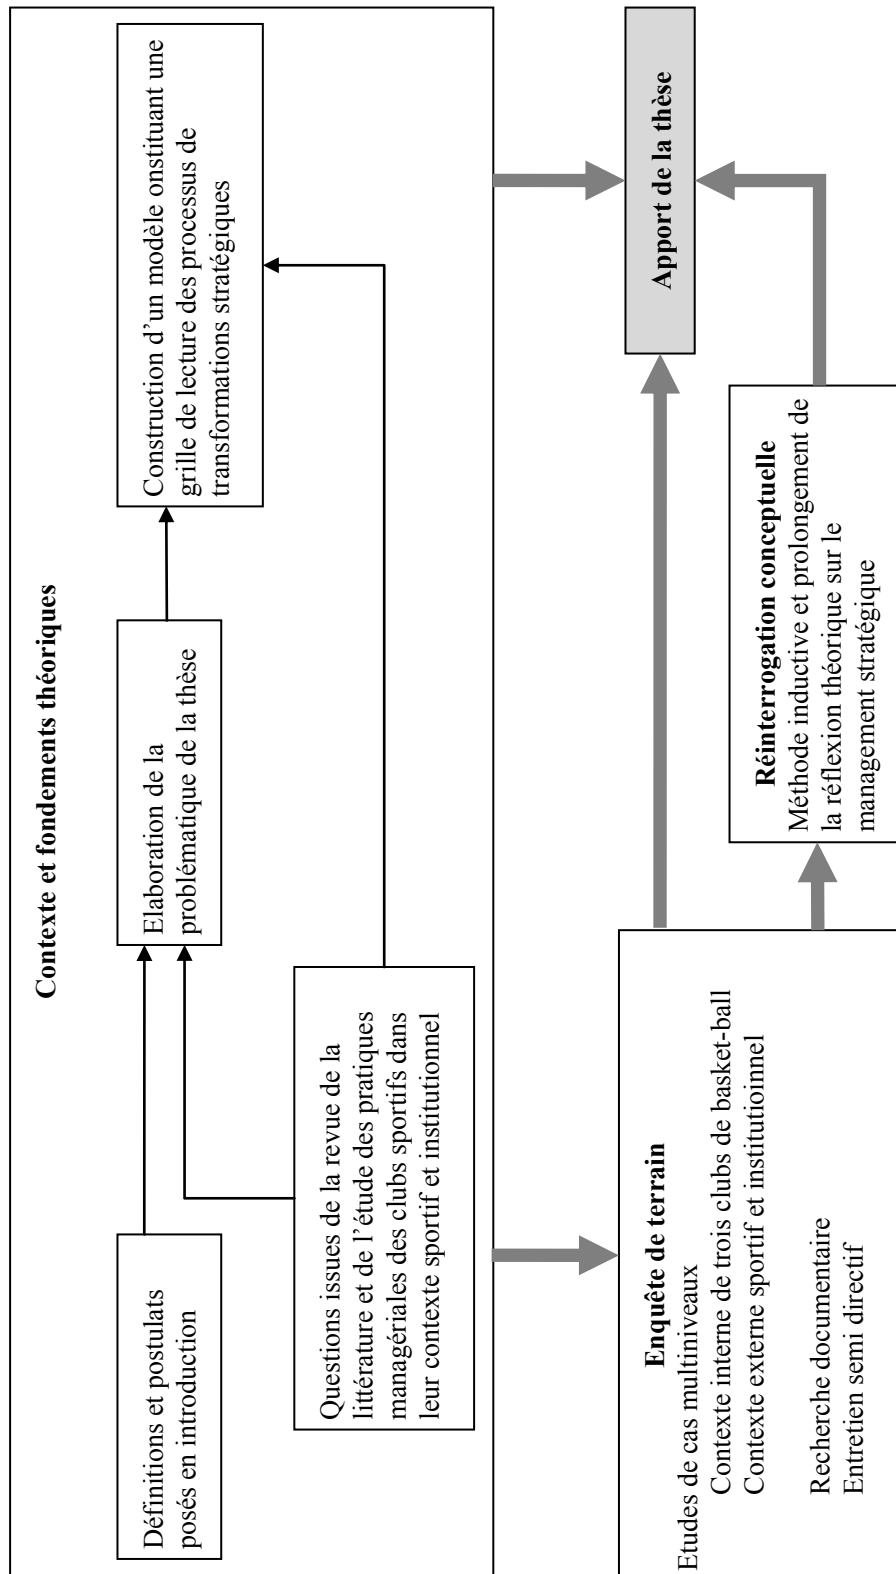 Contexte et fondements théoriques
Définitions et postulats
posés en introduction
Elaboration de la
problématique de la thèse
Construction d'un modèle onstituant une
grille de lecture des processus de
transformations stratégiques
Questions issues de la revue de la
littérature et de l'étude des pratiques
managériales des clubs sportifs dans
leur contexte sportif et institutionnel
Enquête de terrain
Etudes de cas multiniveaux
Contexte interne de trois clubs de basket-ball
Contexte externe sportif et institutioinnel
Recherche documentaire
Entretien semi directif
Réinterrogation conceptuelle
Méthode inductive et prolongement de
la réflexion théorique sur le
management stratégique
Apport de la thèse